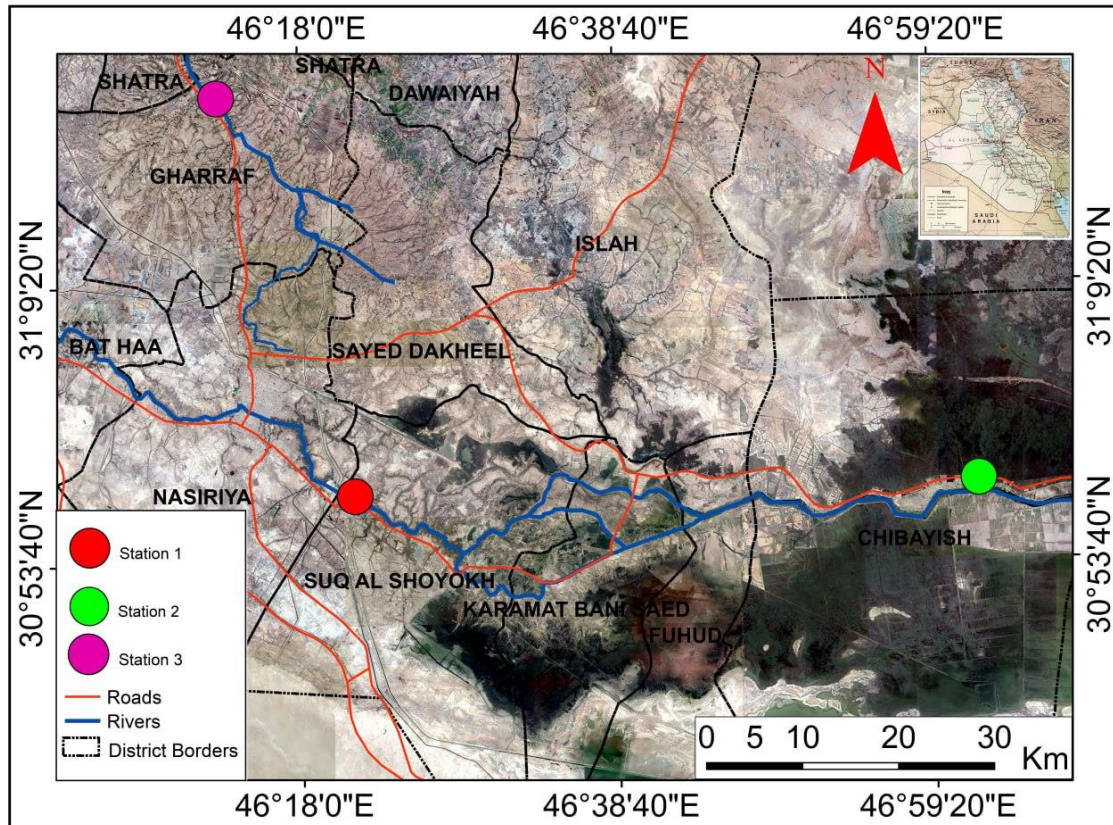 46°18'0"E
46°38'40"E
46°59'20"E
SHATRA
SHATRA
DAWAIYAH
N
IRAN
SAUDI
ARABIA
GHARRAF
ISLAH
31°9'20"N
31°9'20"N
BAT HAA
SAYED DAKHEEL
NASIRIYA
CHIBAYISH
30°53'40"N
30°53'40"N
SUQ AL SHOYOKH
KARAMAT BANI SAED
FUHUD
Station 1
Station 2
Station 3
Roads
Rivers
District Borders
0 5 10 20 30
Km
46°18'0"E
46°38'40"E
46°59'20"E